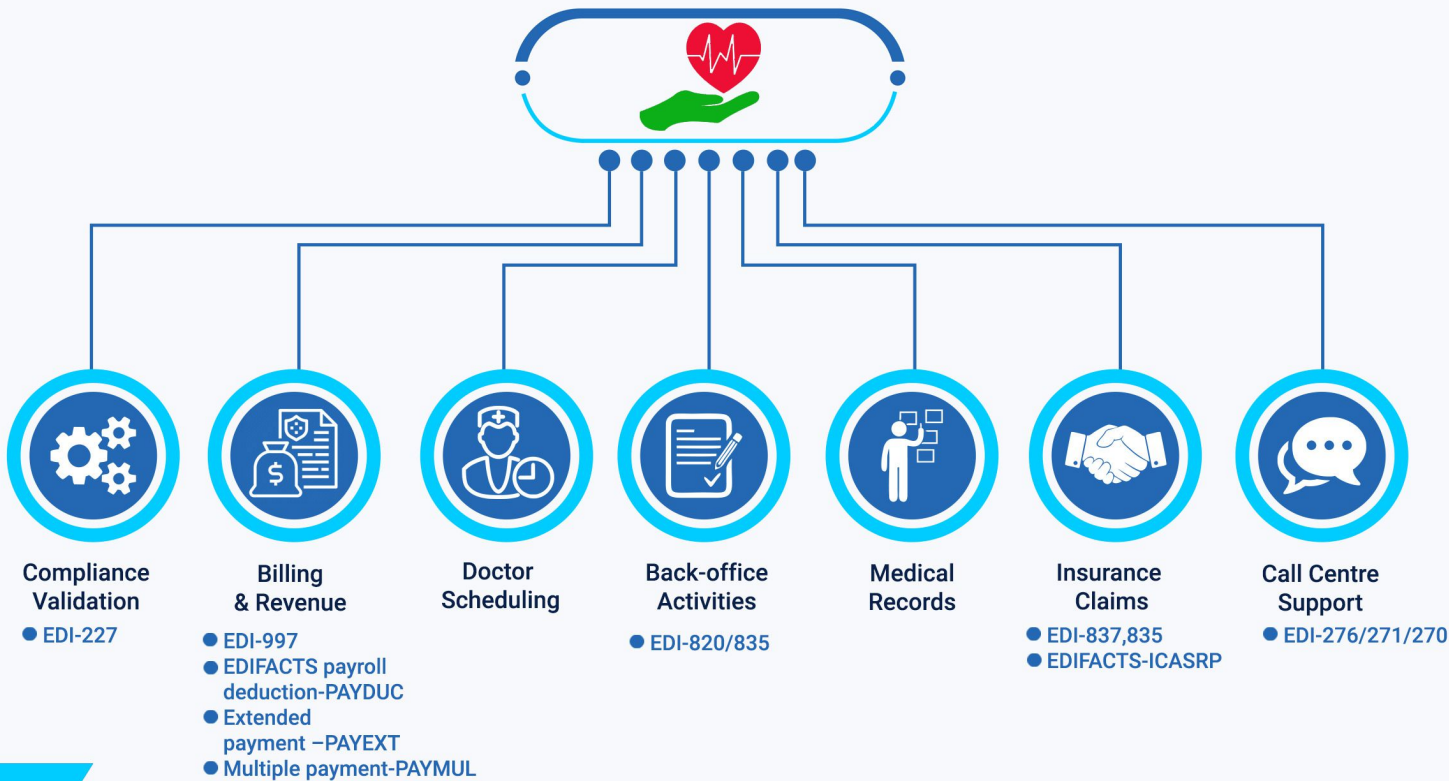 Compliance
Validation
EDI-227
Billing
& Revenue
EDI-997
EDIFACTS payroll
deduction-PAYDUC
Extended
payment –PAYEXT
Multiple payment-PAYMUL
Doctor
Scheduling
Back-office
Activities
EDI-820/835
Medical
Records
Insurance
Claims
EDI-837,835
EDIFACTS-ICASRP
Call Centre
Support
EDI-276/271/270
$